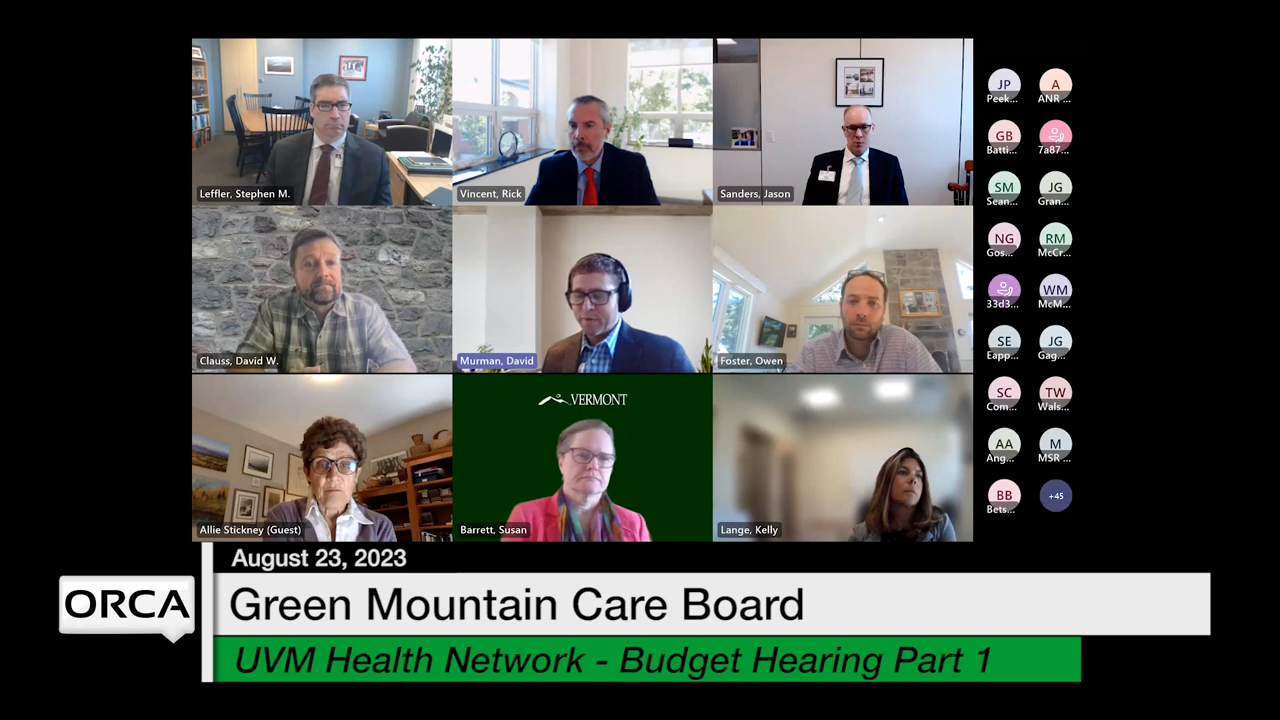 Leffler, Stephen M.
Vincent, Rick
Sanders, Jason
Clauss, David W.
Murman, David
Foster, Owen
VERMONT
Allie Stickney (Guest)
Barrett, Susan
Lange, Kelly
JP
A
Peek...
ANR ...
GB
Batti...
7a87...
SM
JG
Sean...
Gran...
NG
RM
Gos...
McCr...
WM
33d3...
McM...
SE
JG
Eapp...
Gag...
SC
TW
Com...
Wals...
AA
M
Ang...
MSR ...
BB
+45
Bets...
August 23, 2023
ORCA
Green Mountain Care Board
UVM Health Network - Budget Hearing Part 1